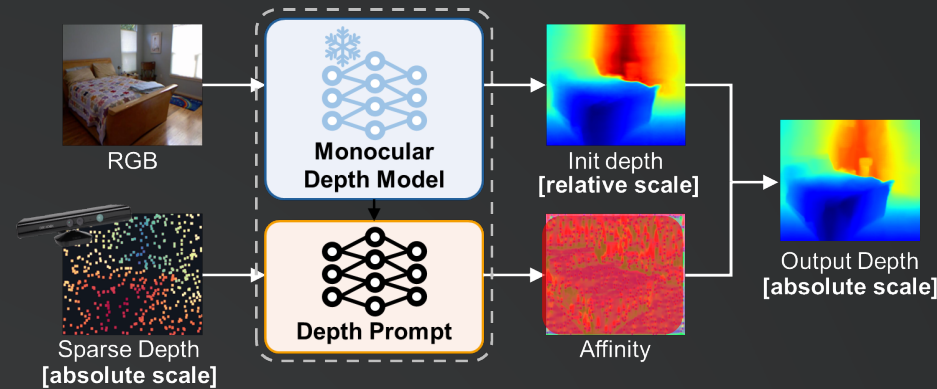 RGB
Monocular
Depth Model
Init depth
[relative scale]
Output Depth
[absolute scale]
Sparse Depth
[absolute scale]
Depth Prompt
Affinity